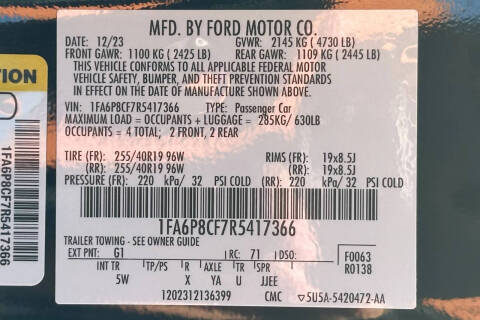 MFD. BY FORD MOTOR CO.
DATE: 12/23 GVWR: 2145 KG ( 4730 LB)
FRONT GAWR: 1100 KG ( 2425 LB) REAR GAWR: 1109 KG ( 2445 LB)
THIS VEHICLE CONFORMS TO ALL APPLICABLE FEDERAL MOTOR
VEHICLE SAFETY, BUMPER, AND THEFT PREVENTION STANDARDS
IN EFFECT ON THE DATE OF MANUFACTURE SHOWN ABOVE.
VIN: 1FA6P8CF7R5417366 TYPE: Passenger Car
MAXIMUM LOAD = OCCUPANTS + LUGGAGE = 285KG/ 630LB
OCCUPANTS = 4 TOTAL; 2 FRONT, 2 REAR
TIRE (FR): 255/40R19 96W RIMS (FR): 19x8.5J
(RR): 255/40R19 96W (RR): 19x8.5J
PRESSURE (FR): 220 kPa/ 32 PSI COLD (RR): 220 kPa/ 32 PSI COLD
1FA6P8CF7R5417366
TRAILER TOWING - SEE OWNER GUIDE
EXT PNT: G1 RC: 71 DSO: F0063
R0138
INT TR TP/PS R AXLE TR SPR
5W X YA U JJEE
1202312136399 CMC 5U5A-5420472-AA
TION
1FA6P8CF7R5417366